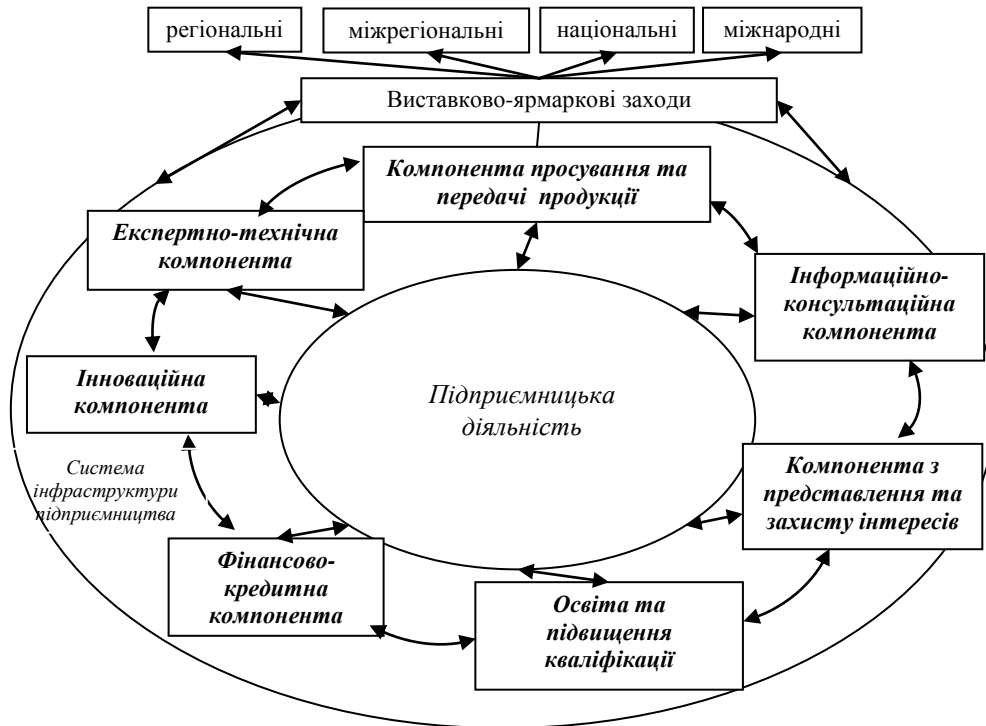 регіональні
міжрегіональні
національні
міжнародні
Виставково-ярмаркові заходи
Компонента просування та
передачі продукції
Експертно-технічна
компонента
Інформаційно-
консультаційна
компонента
Інноваційна
компонента
Підприємницька
діяльність
Система
інфраструктури
підприємництва
Компонента з
представлення та
захисту інтересів
Фінансово-
кредитна
компонента
Освіта та
підвищення
кваліфікації